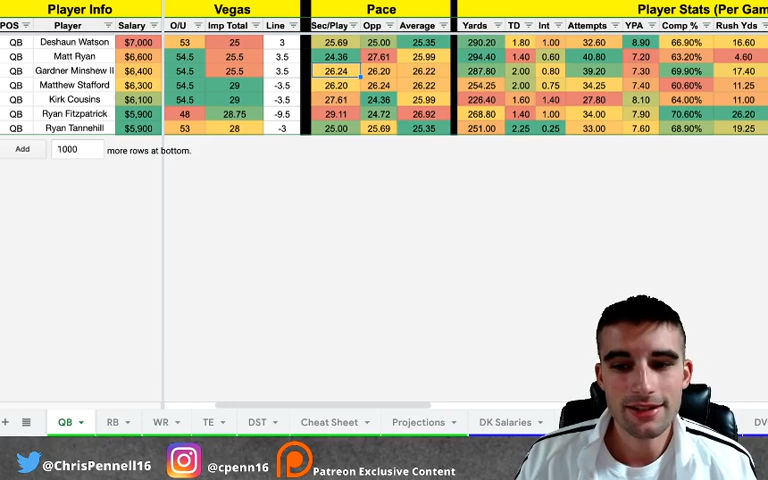 Player Info Vegas Pace Player Stats (Per Gam
POS Player Salary O/U Imp Total Line Sec/Play Opp Average Yards TD Int Attempts YPA Comp % Rush Yds
QB Deshaun Watson $7,000 53 25 3 25.69 25.00 25.35 290.20 1.80 1.00 32.60 8.90 66.90% 16.60
QB Matt Ryan $6,600 54.5 25.5 3.5 24.36 27.61 25.99 294.40 1.40 0.60 40.80 7.20 63.20% 4.60
QB Gardner Minshew II $6,400 54.5 25.5 3.5 26.24 26.20 26.22 287.80 2.00 0.80 39.20 7.30 69.90% 17.40
QB Matthew Stafford $6,300 54.5 29 -3.5 26.20 26.24 26.22 254.25 2.00 0.75 34.25 7.40 60.60% 11.25
QB Kirk Cousins $6,100 54.5 29 -3.5 27.61 24.36 25.99 226.40 1.60 1.40 27.80 8.10 64.00% 11.00
QB Ryan Fitzpatrick $5,900 48 28.75 -9.5 29.11 24.72 26.92 268.80 1.40 1.00 34.00 7.90 70.60% 26.20
QB Ryan Tannehill $5,900 53 28 -3 25.00 25.69 25.35 251.00 2.25 0.25 33.00 7.60 68.90% 19.25
Add 1000 more rows at bottom.
+ QB RB WR TE DST Cheat Sheet Projections DK Salaries DV
@ChrisPennell16 @cpenn16 Patreon Exclusive Content